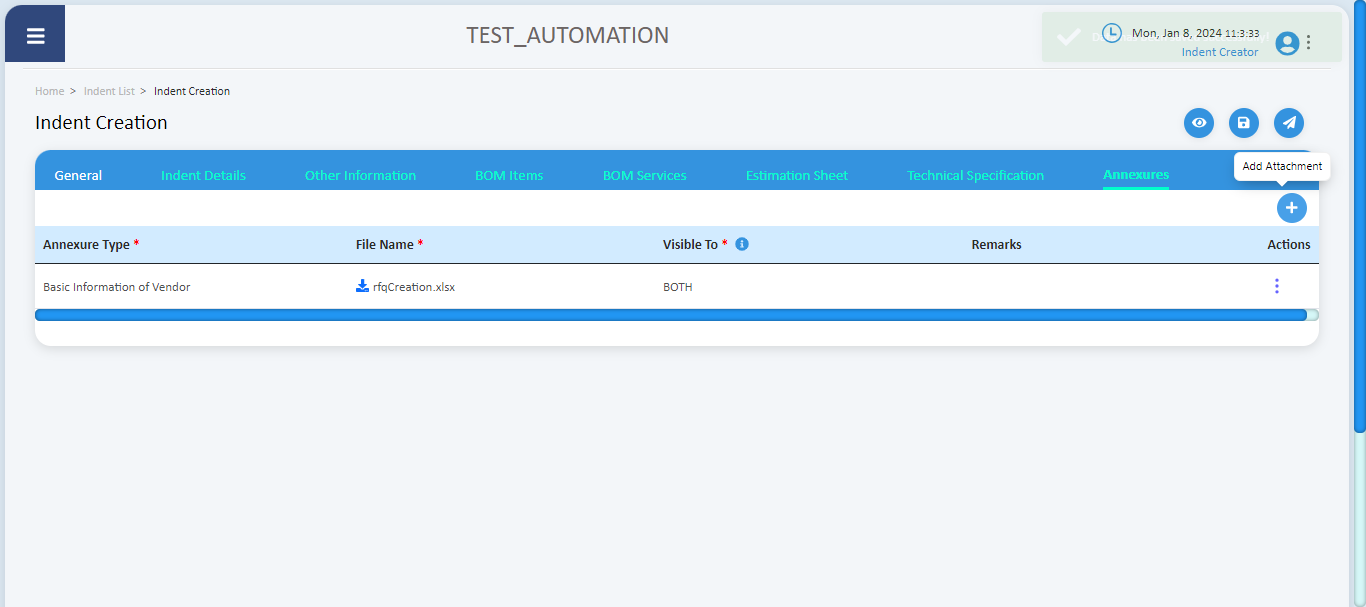 TEST_AUTOMATION
Mon, Jan 8, 2024 11:3:33
Indent Creator
Home > Indent List > Indent Creation
Indent Creation
General Indent Details Other Information BOM Items BOM Services Estimation Sheet Technical Specification Annexures
Add Attachment
Annexure Type * File Name * Visible To * Remarks Actions
Basic Information of Vendor rfqCreation.xlsx BOTH